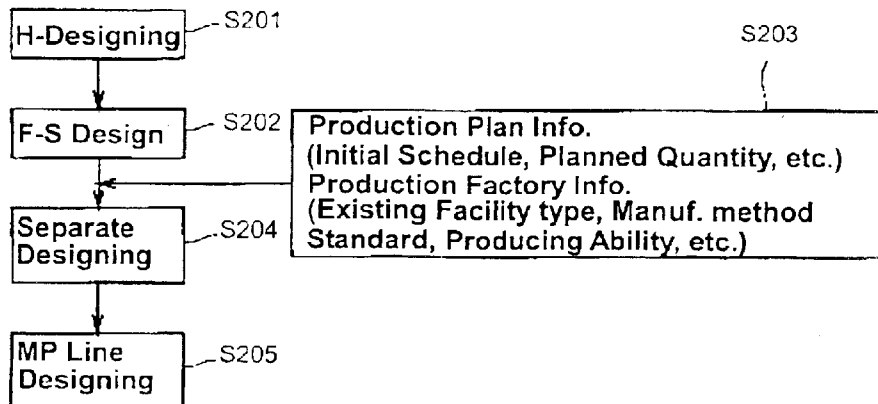 H-Designing
S201
S203
F-S Design
S202
Production Plan Info.
(Initial Schedule, Planned Quantity, etc.)
Production Factory Info.
(Existing Facility type, Manuf. method
Standard, Producing Ability, etc.)
Separate
Designing
S204
MP Line
Designing
S205